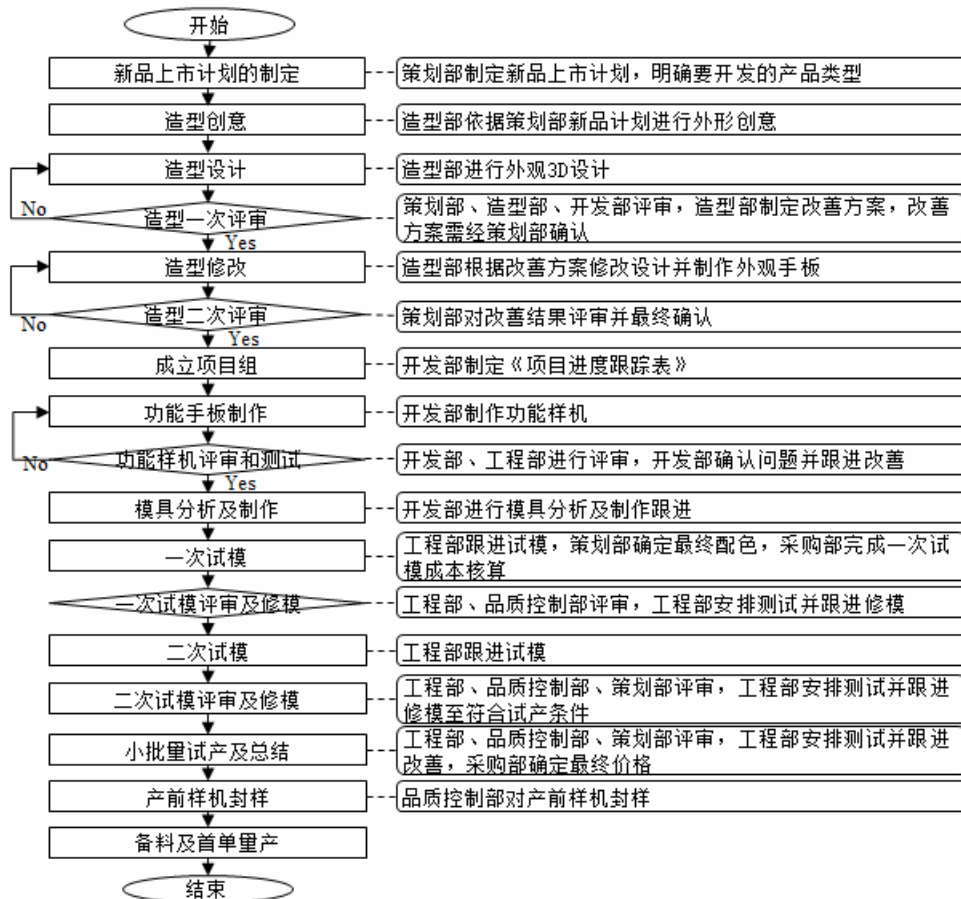 开始
新品上市计划的制定
策划部制定新品上市计划，明确要开发的产品类型
造型创意
造型部依据策划部新品计划进行外形创意
造型设计
造型部进行外观3D设计
No
造型一次评审
策划部、造型部、开发部评审，造型部制定改善方案，改善
方案需经策划部确认
Yes
造型修改
造型部根据改善方案修改设计并制作外观手板
No
造型二次评审
策划部对改善结果评审并最终确认
Yes
成立项目组
开发部制定《项目进度跟踪表》
功能手板制作
开发部制作功能样机
No
功能样机评审和测试
开发部、工程部进行评审，开发部确认问题并跟进改善
Yes
模具分析及制作
开发部进行模具分析及制作跟进
一次试模
工程部跟进试模，策划部确定最终配色，采购部完成一次试
模成本核算
一次试模评审及修模
工程部、品质控制部评审，工程部安排测试并跟进修模
二次试模
工程部跟进试模
二次试模评审及修模
工程部、品质控制部、策划部评审，工程部安排测试并跟进
修模至符合试产条件
小批量试产及总结
工程部、品质控制部、策划部评审，工程部安排测试并跟进
改善，采购部确定最终价格
产前样机封样
品质控制部对产前样机封样
备料及首单量产
结束